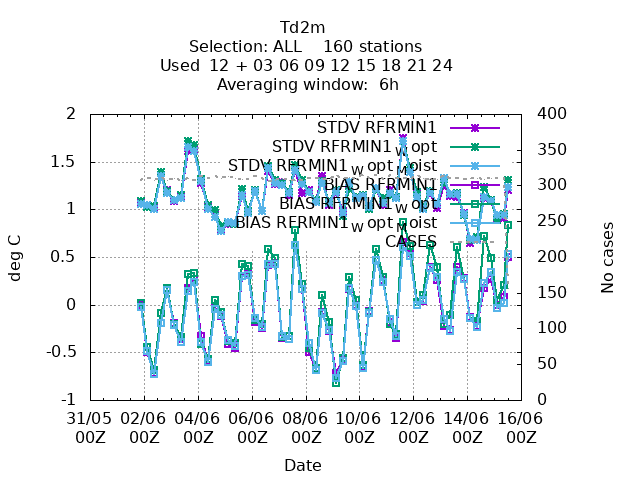 Td2m
Selection: ALL 160 stations
Used 12 + 03 06 09 12 15 18 21 24
Averaging window: 6h
STDV RFRMIN1
STDV RFRMIN1_W opt
STDV RFRMIN1_W opt_Moist
BIAS RFRMIN1
BIAS RFRMIN1_W opt
BIAS RFRMIN1_W opt_Moist
CASES
deg C
2
1.5
1
0.5
0
-0.5
-1
No cases
400
350
300
250
200
150
100
50
0
31/05 02/06 04/06 06/06 08/06 10/06 12/06 14/06 16/06
00Z 00Z 00Z 00Z 00Z 00Z 00Z 00Z 00Z
Date